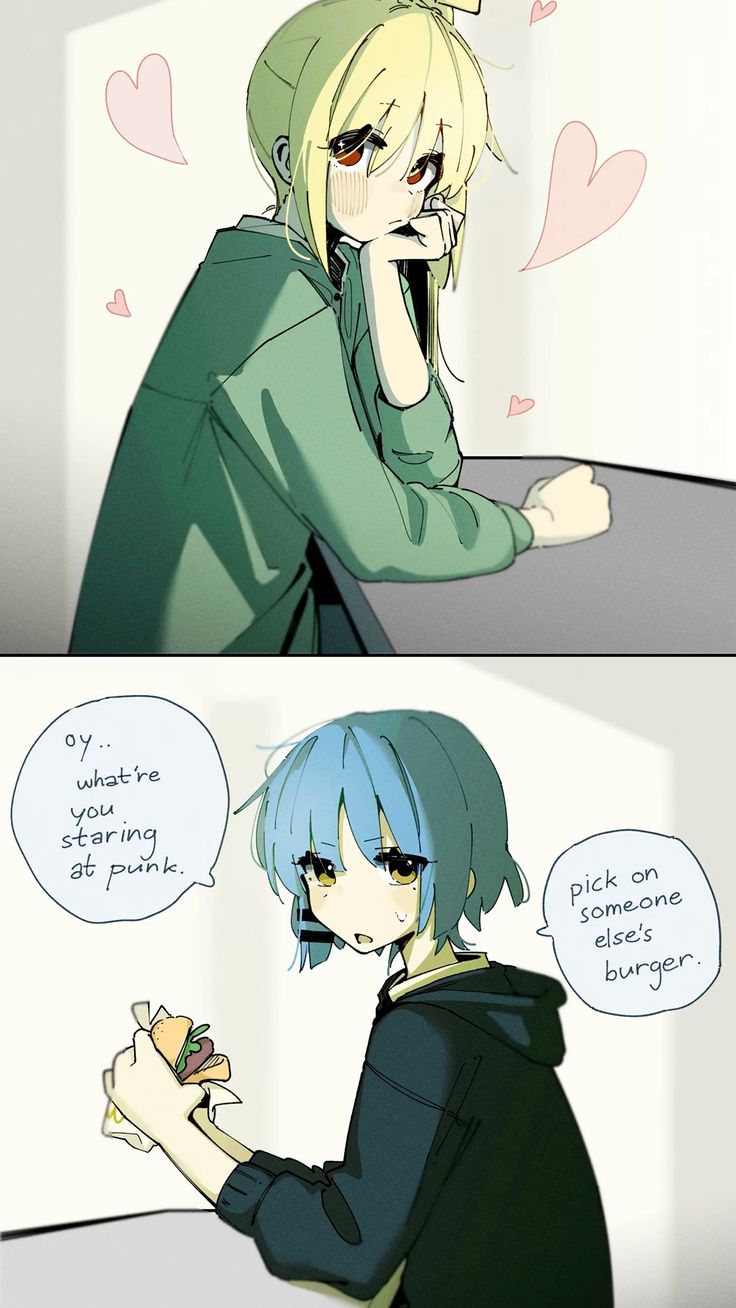 oy..
what're
you
staring
at punk.
pick on
someone
else's
burger.